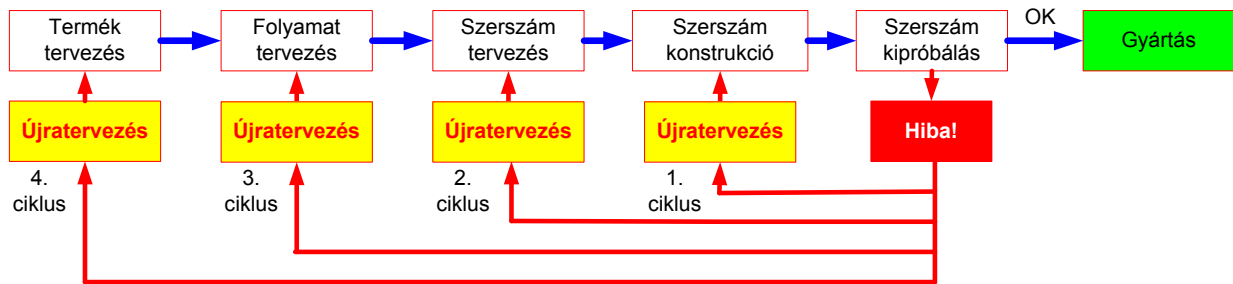 Termék
tervezés
Folyamat
tervezés
Szerszám
tervezés
Szerszám
konstrukció
Szerszám
kipróbálás
OK
Gyártás
Újratervezés
Újratervezés
Újratervezés
Újratervezés
Hiba!
4.
ciklus
3.
ciklus
2.
ciklus
1.
ciklus